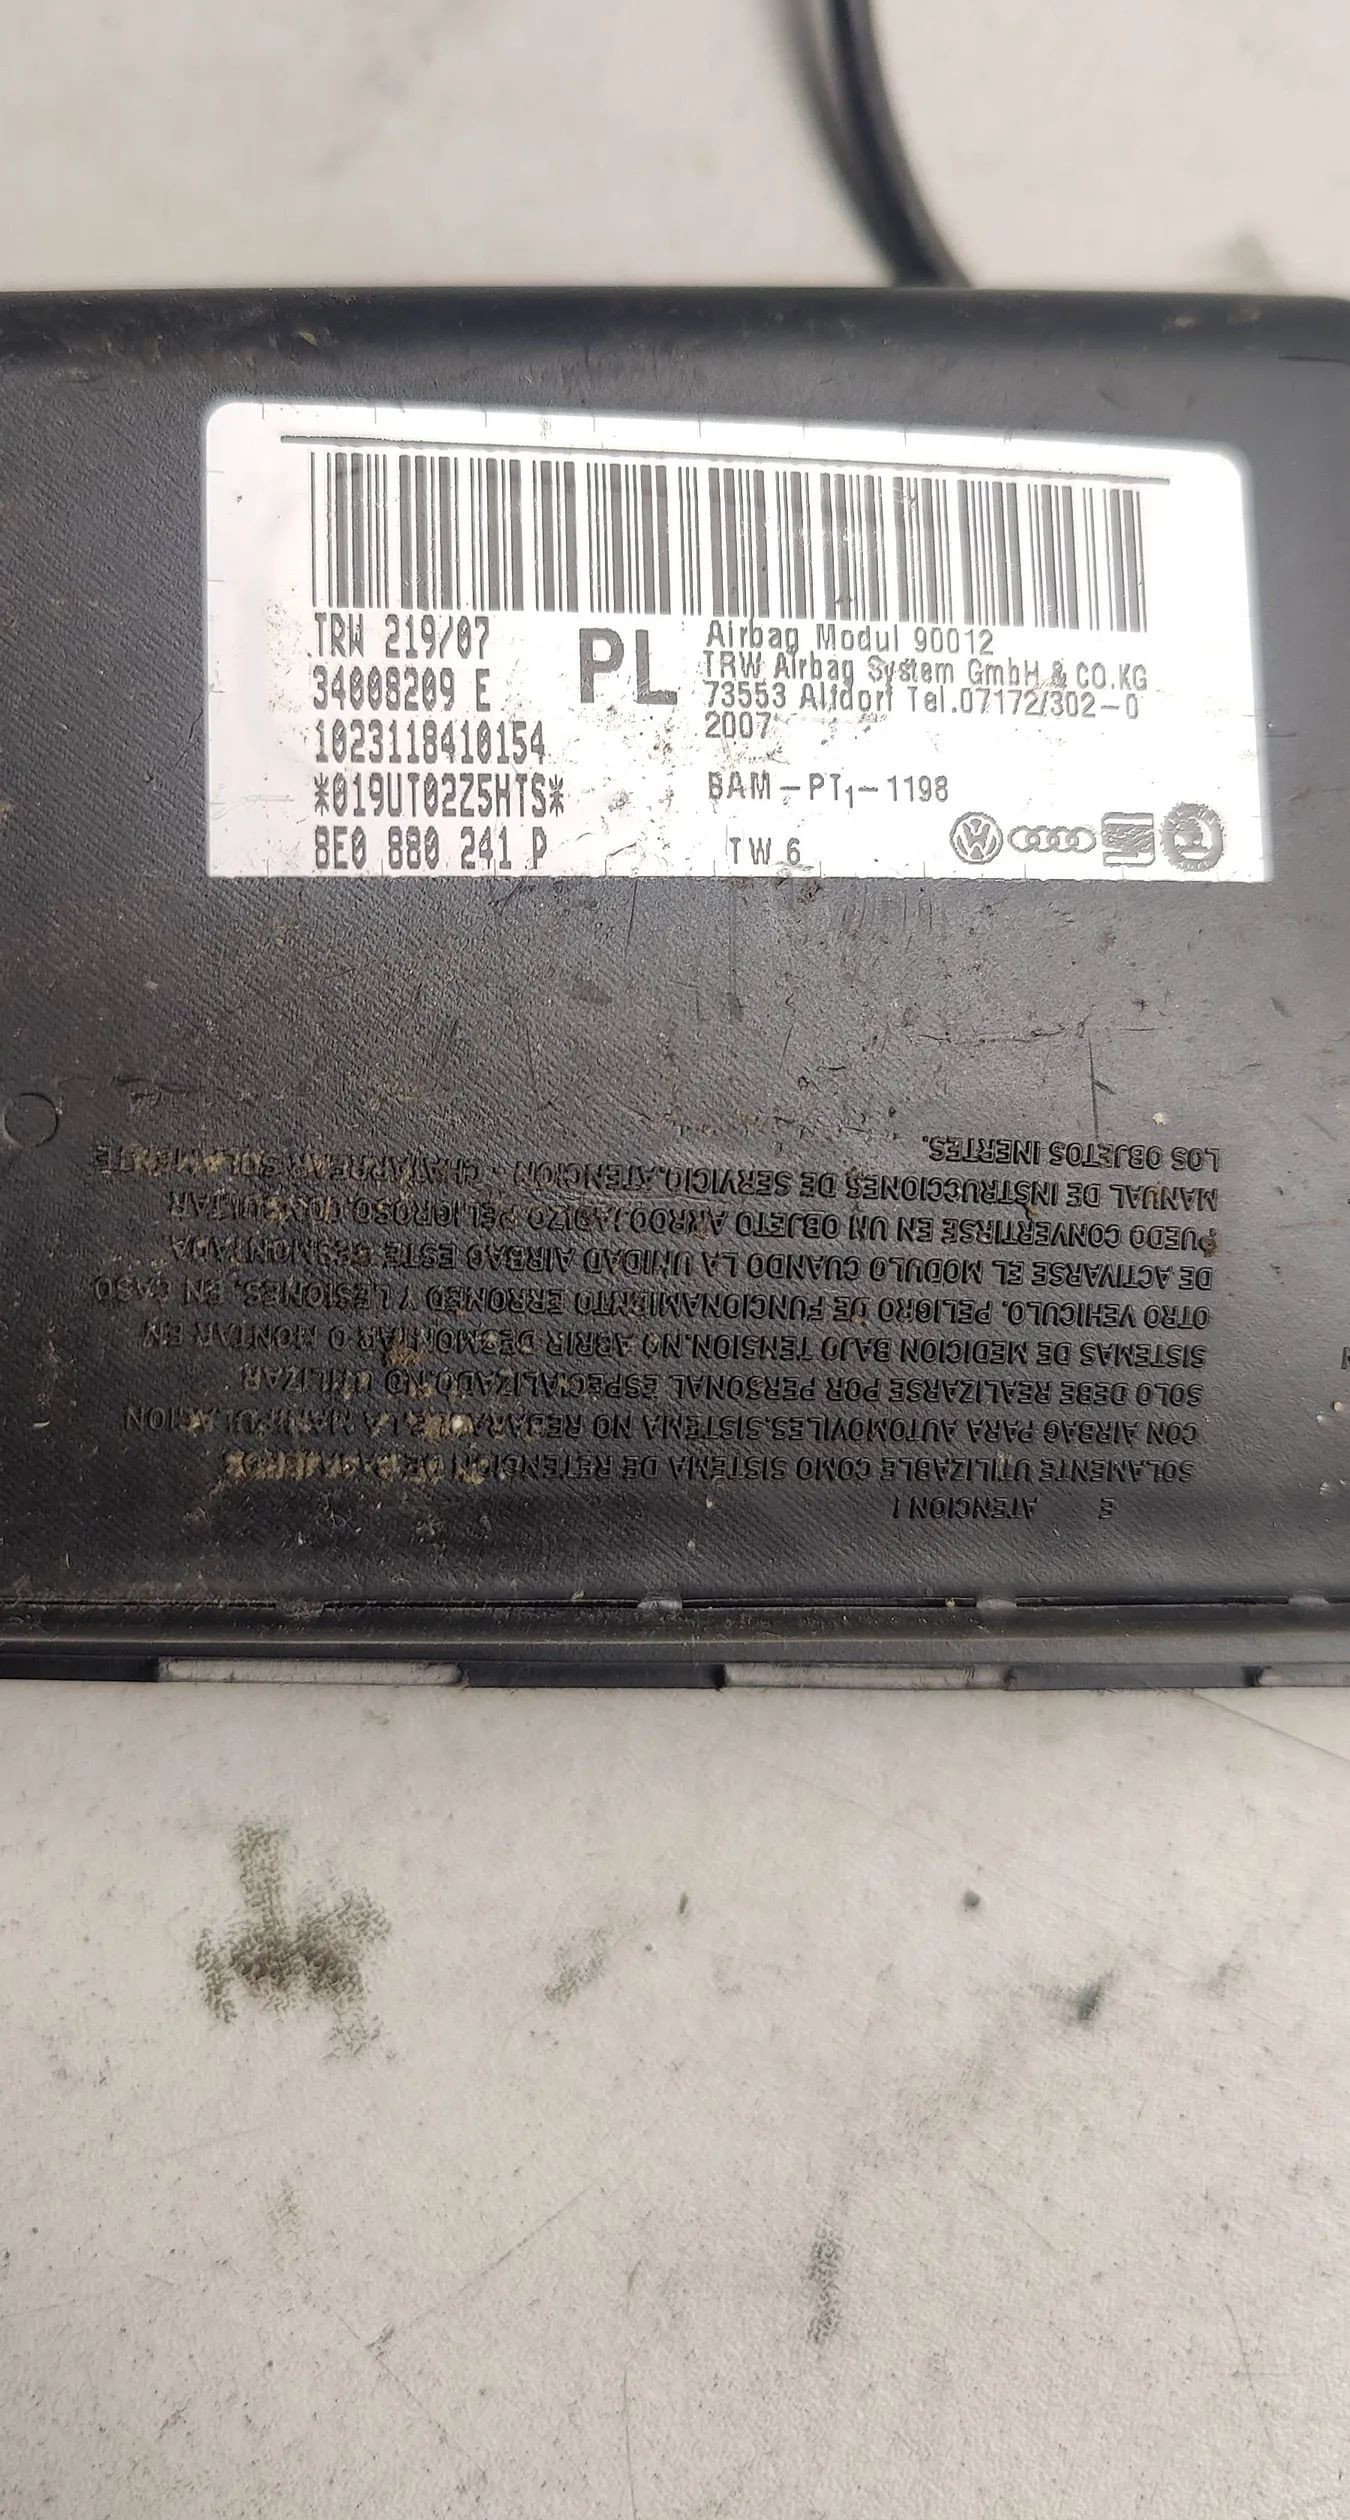 TRW 219/07
34008209 E
1023118410154
*019UT02Z5HTS*
8E0 880 241 P
PL
Airbag Modul 90012
TRW Airbag System GmbH & CO.KG
73553 Alfdorf Tel.07172/302-0
2007
BAM-PT1-1198
TW 6
E ATENCION !
SOLAMENTE UTILIZABLE COMO SISTEMA DE RETENSION DE PASAJEROS
CON AIRBAG PARA AUTOMOVILES.SISTEMA NO REPARABLE.LA MANIPULACION
SOLO DEBE REALIZARSE POR PERSONAL ESPECIALIZADO.NO UTILIZAR
SISTEMAS DE MEDICION BAJO TENSION.NO ABRIR DESMONTAR O MONTAR EN
OTRO VEHICULO. PELIGRO DE FUNCIONAMIENTO ERRONEO Y LESIONES. EN CASO
DE ACTIVARSE EL MODULO CUANDO LA UNIDAD AIRBAG ESTE DESMONTADA
PUEDO CONVERTIRSE EN UN OBJETO ARROJADIZO PELIGROSO.CONSULTAR
MANUAL DE INSTRUCCIONES DE SERVICIO.ATENCION - CHATARREAR SOLAMENTE
LOS OBJETOS INERTES.